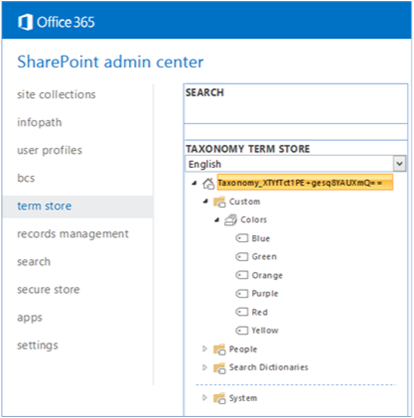 Office 365
SharePoint admin center
site collections
infopath
user profiles
bcs
term store
records management
search
secure store
apps
settings
SEARCH
TAXONOMY TERM STORE
English
Taxonomy_XTYfTct1PE+gesq8YAUXmQ==
Custom
Colors
Blue
Green
Orange
Purple
Red
Yellow
People
Search Dictionaries
System